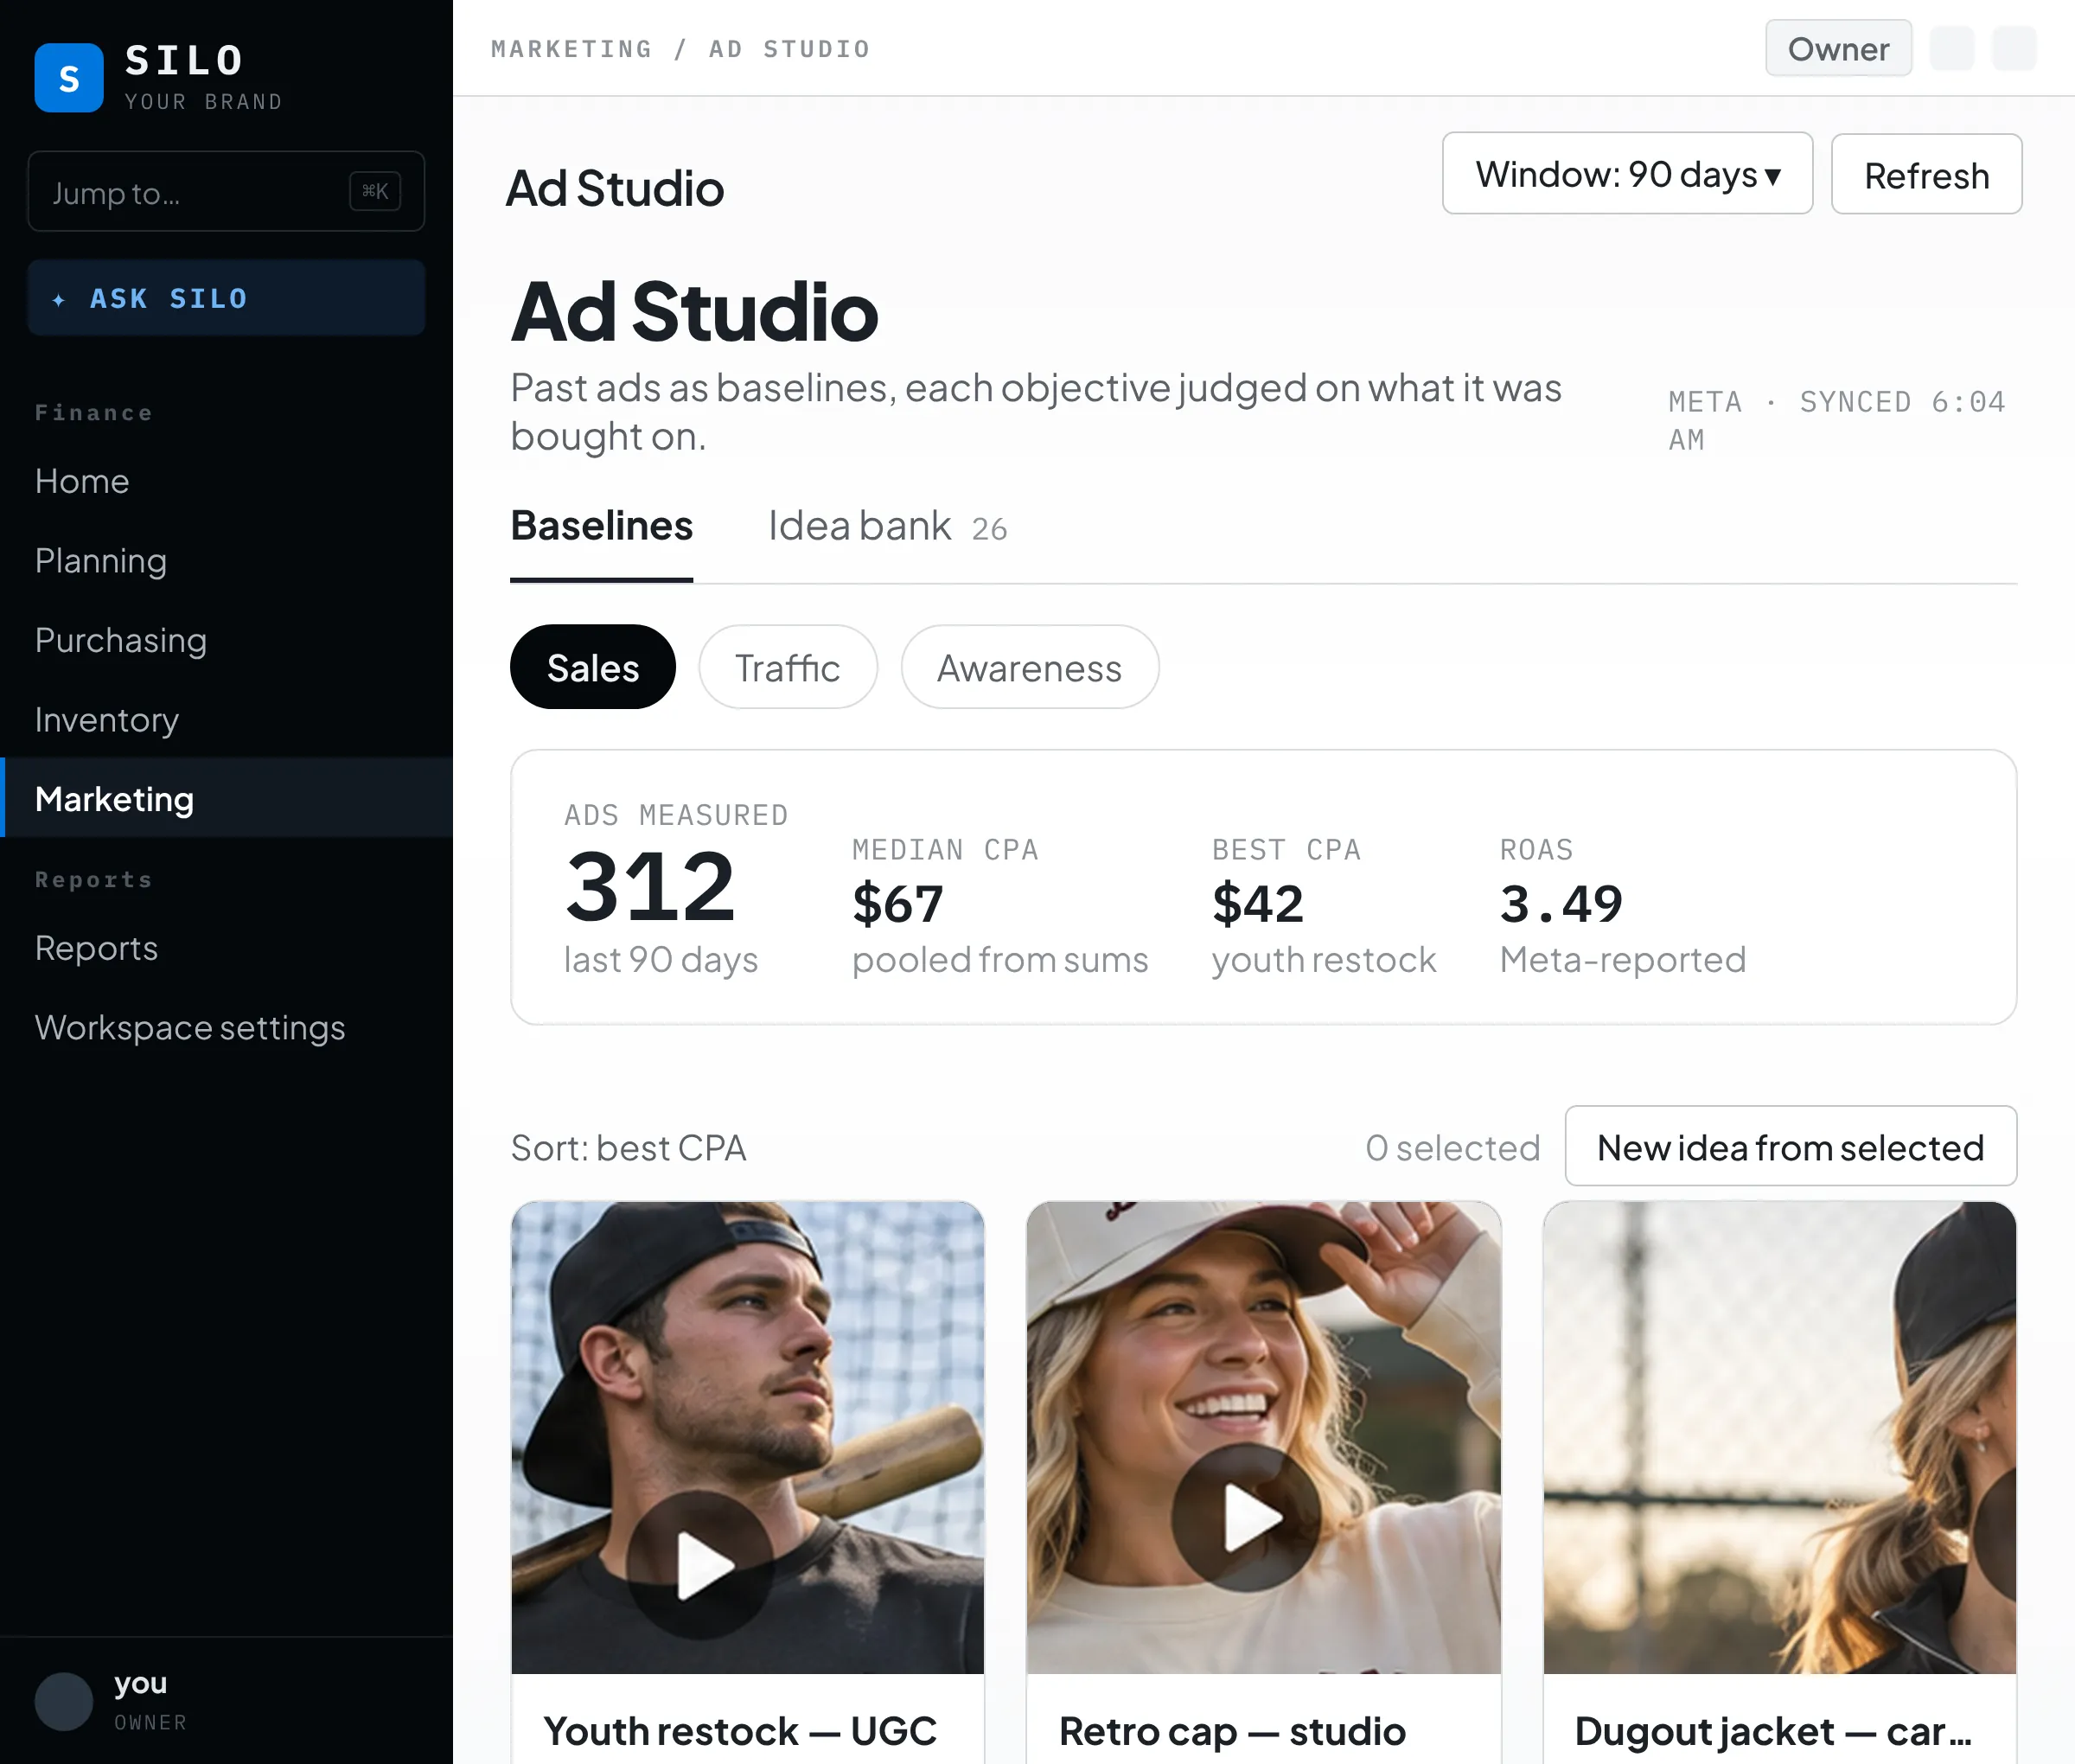 S
SILO
YOUR BRAND
Jump to...
⌘K
✦ ASK SILO
Finance
Home
Planning
Purchasing
Inventory
Marketing
Reports
Reports
Workspace settings
you
OWNER
MARKETING / AD STUDIO
Owner
Ad Studio
Window: 90 days ▾
Refresh
Ad Studio
Past ads as baselines, each objective judged on what it was
bought on.
META · SYNCED 6:04
AM
Baselines
Idea bank 26
Sales
Traffic
Awareness
ADS MEASURED
312
last 90 days
MEDIAN CPA
$67
pooled from sums
BEST CPA
$42
youth restock
ROAS
3.49
Meta-reported
Sort: best CPA
0 selected
New idea from selected
Youth restock — UGC
Retro cap — studio
Dugout jacket — car...